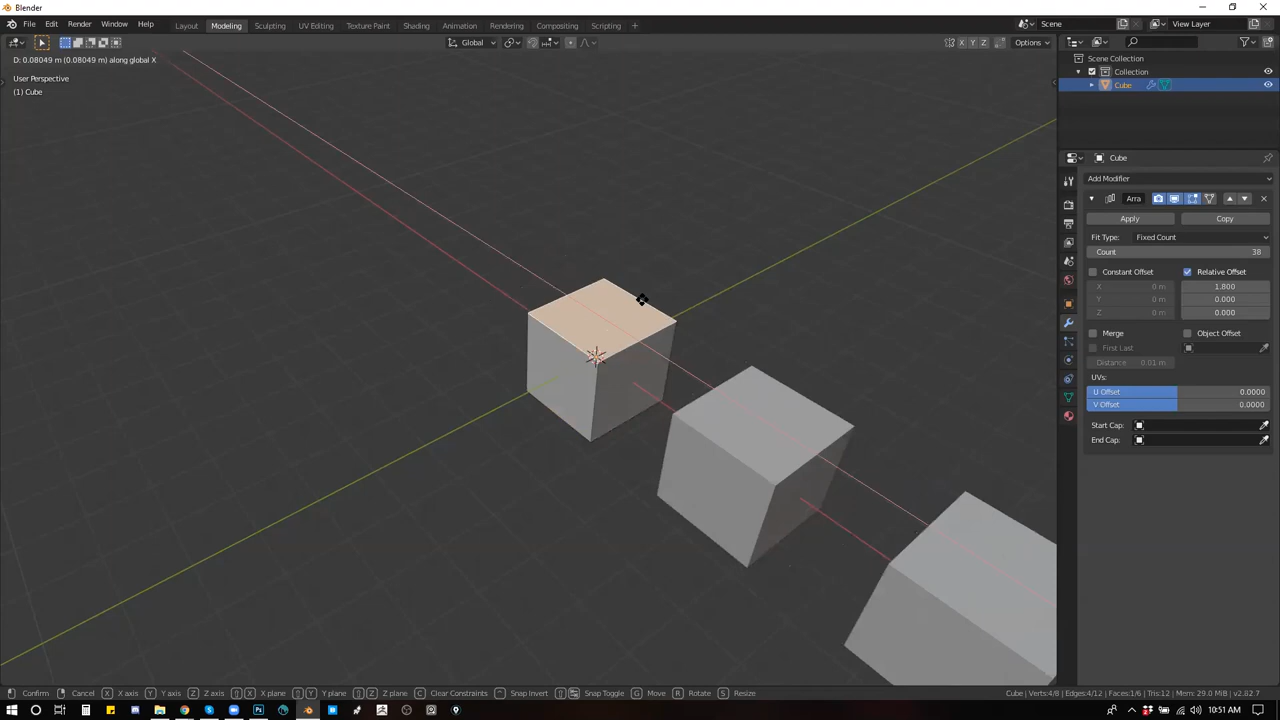 Blender
File Edit Render Window Help Layout Modeling Sculpting UV Editing Texture Paint Shading Animation Rendering Compositing Scripting + Scene View Layer
Global X Y Z Options
D: 0.08049 m (0.08049 m) along global X
User Perspective
(1) Cube
Scene Collection
Collection
Cube
Cube
Add Modifier
Arra
Apply Copy
Fit Type: Fixed Count
Count 38
Constant Offset Relative Offset
X 0 m 1.800
Y 0 m 0.000
Z 0 m 0.000
Merge Object Offset
First Last
Distance 0.01 m
UVs:
U Offset 0.0000
V Offset 0.0000
Start Cap:
End Cap:
Confirm Cancel X X axis Y Y axis Z Z axis X X plane Y Y plane Z Z plane C Clear Constraints Snap Invert Snap Toggle G Move R Rotate S Resize Cube | Verts:4/8 | Edges:4/12 | Faces:1/6 | Tris:12 | Mem: 29.0 MiB | v2.82.7
10:51 AM